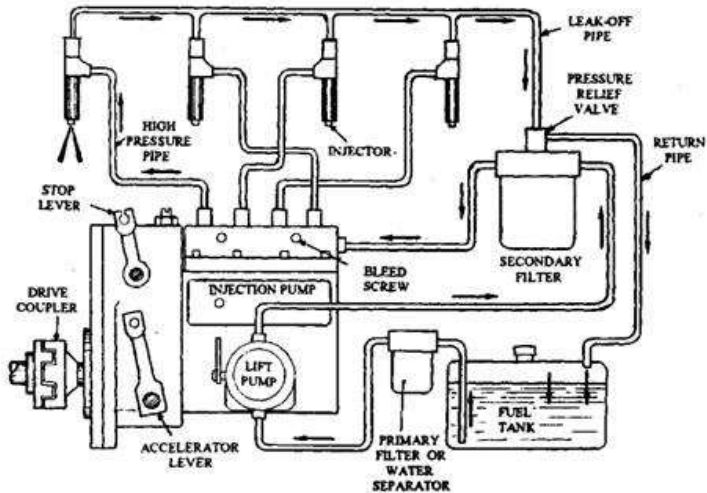 LEAK-OFF
PIPE
PRESSURE
RELIEF
VALVE
RETURN
PIPE
HIGH
PRESSURE
PIPE
INJECTOR
STOP
LEVER
SECONDARY
FILTER
BLEED
SCREW
INJECTION PUMP
DRIVE
COUPLER
LIFT
PUMP
FUEL
TANK
ACCELERATOR
LEVER
PRIMARY
FILTER OR
WATER
SEPARATOR